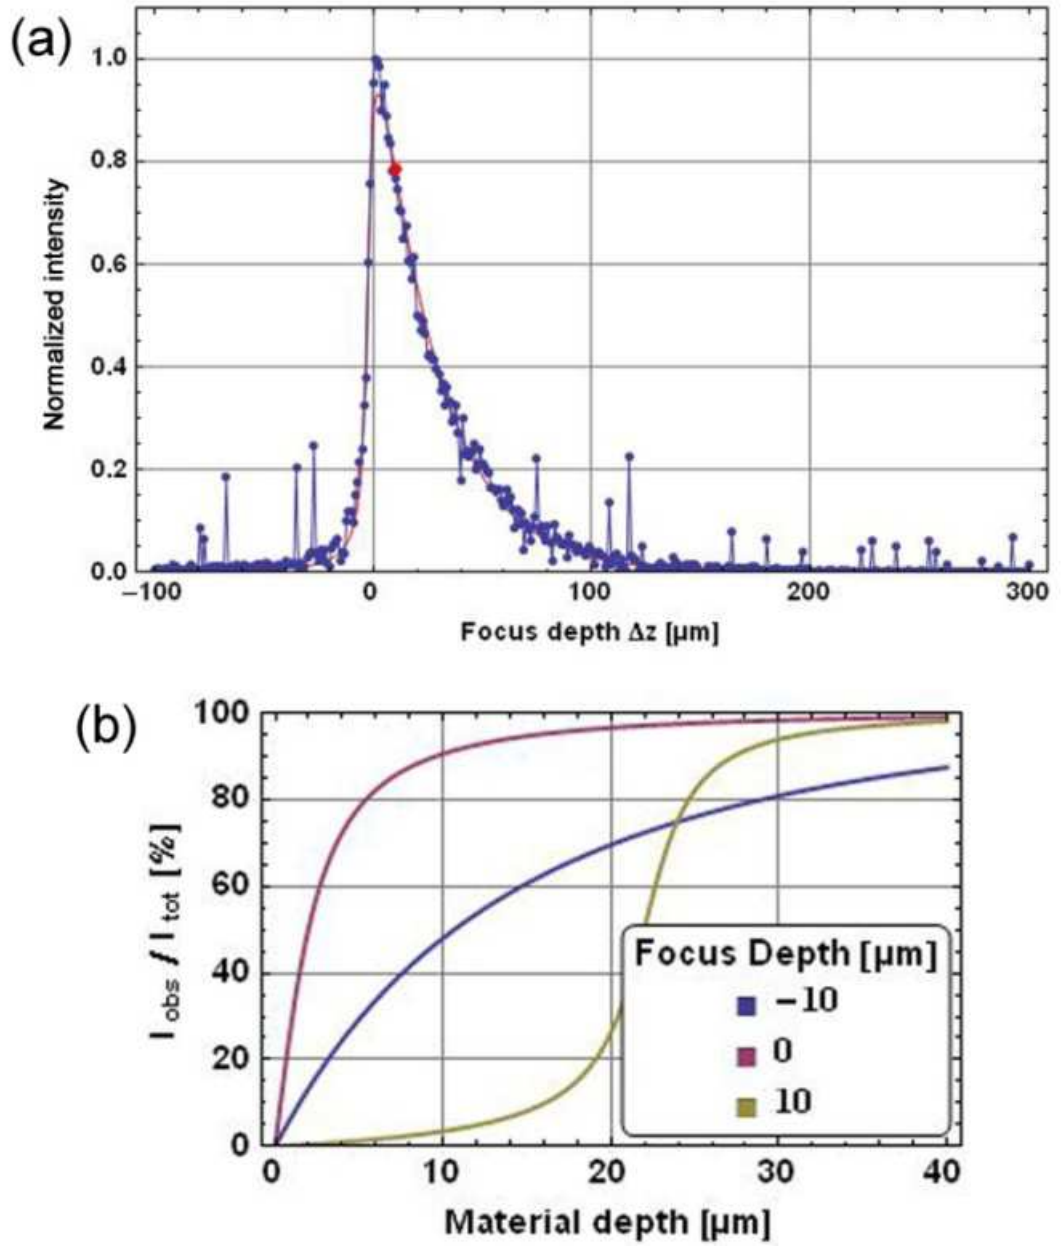 (a)
1.0
0.8
0.6
0.4
0.2
0.0
Normalized intensity
−100 0 100 200 300
Focus depth Δz [µm]
(b)
100
80
60
40
20
0
I obs / I tot [%]
Focus Depth [µm]
−10
0
10
0 10 20 30 40
Material depth [µm]